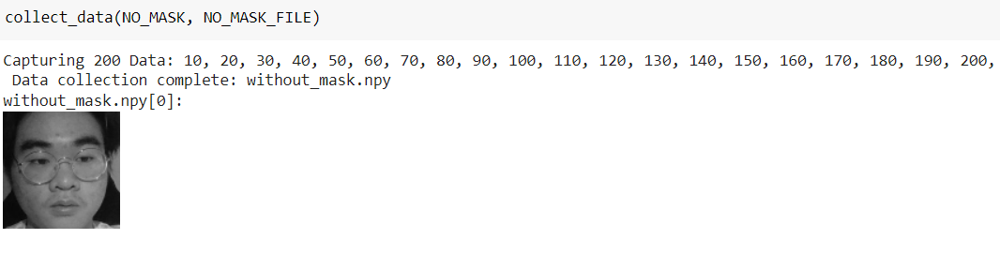 collect_data(NO_MASK, NO_MASK_FILE)
Capturing 200 Data: 10, 20, 30, 40, 50, 60, 70, 80, 90, 100, 110, 120, 130, 140, 150, 160, 170, 180, 190, 200,
Data collection complete: without_mask.npy
without_mask.npy[0]: